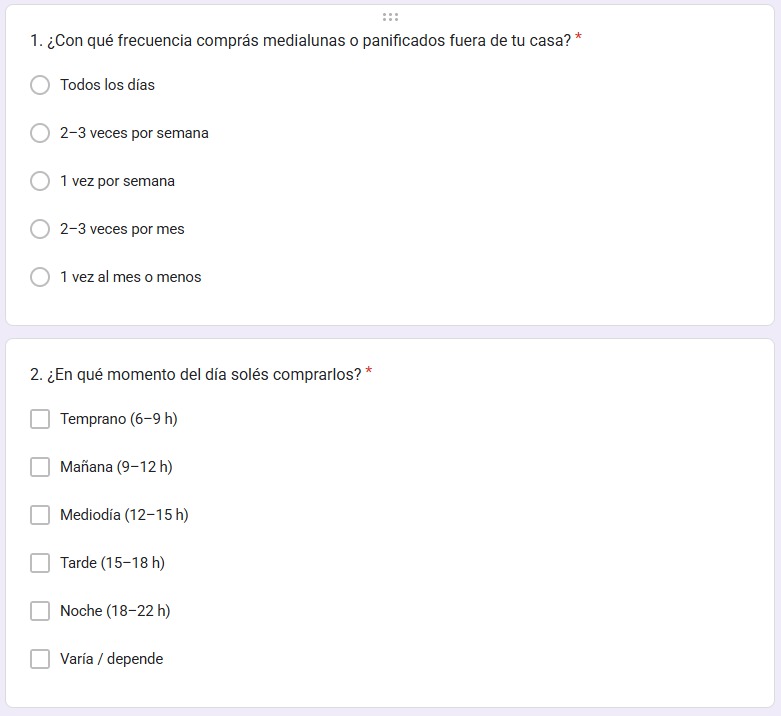 1. ¿Con qué frecuencia comprás medialunas o panificados fuera de tu casa? *
Todos los días
2–3 veces por semana
1 vez por semana
2–3 veces por mes
1 vez al mes o menos
2. ¿En qué momento del día solés comprarlos? *
Temprano (6–9 h)
Mañana (9–12 h)
Mediodía (12–15 h)
Tarde (15–18 h)
Noche (18–22 h)
Varía / depende